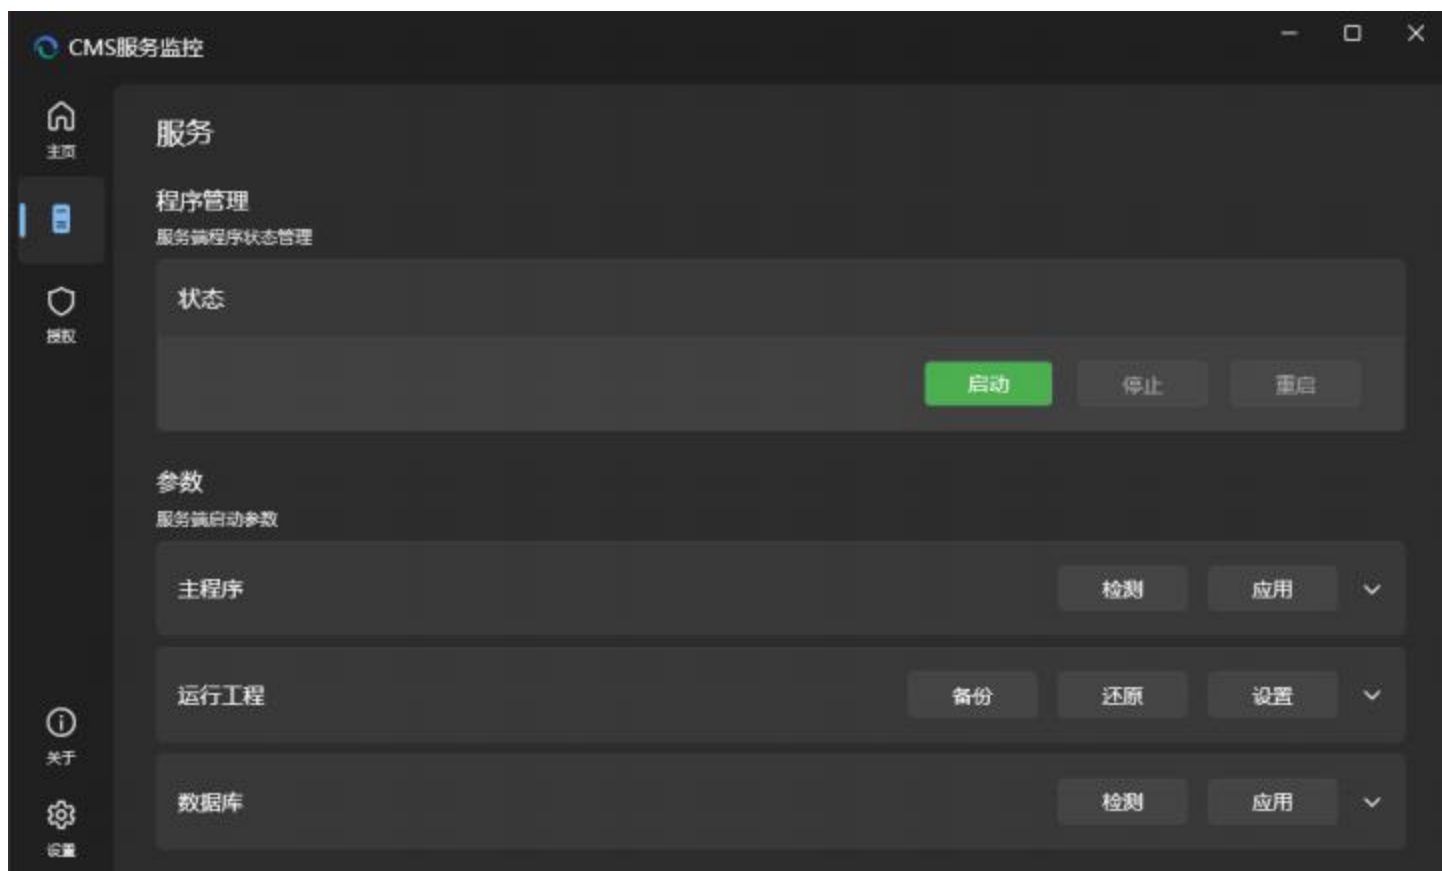 CMS服务监控
主页
服务
程序管理
服务端程序状态管理
状态
授权
启动 停止 重启
参数
服务端启动参数
主程序 检测 应用
运行工程 备份 还原 设置
关于
数据库 检测 应用
设置